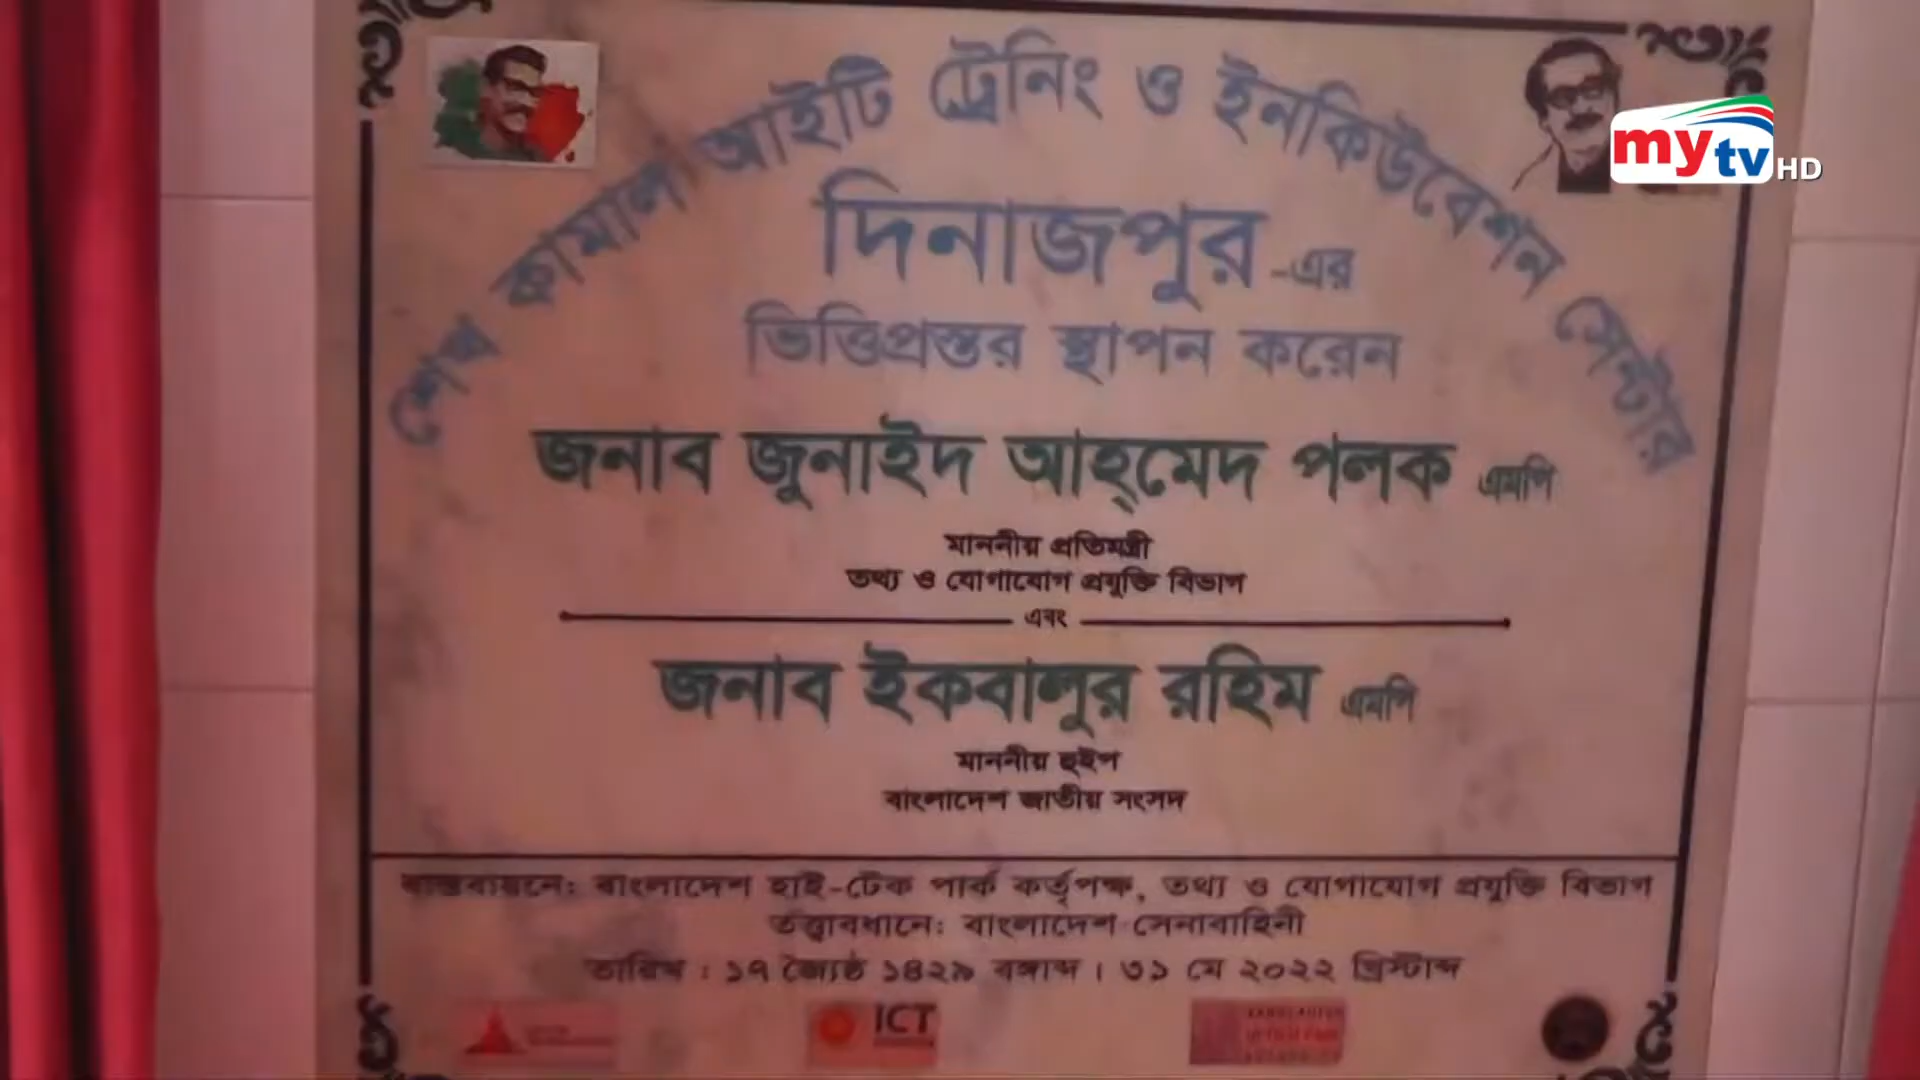 শেখ কামাল আইটি ট্রেনিং ও ইনকিউবেশন সেন্টার
দিনাজপুর -এর
ভিত্তিপ্রস্তর স্থাপন করেন
জনাব জুনাইদ আহ্‌মেদ পলক এমপি
মাননীয় প্রতিমন্ত্রী
তথ্য ও যোগাযোগ প্রযুক্তি বিভাগ
এবং
জনাব ইকবালুর রহিম এমপি
মাননীয় হুইপ
বাংলাদেশ জাতীয় সংসদ
বাস্তবায়নে: বাংলাদেশ হাই-টেক পার্ক কর্তৃপক্ষ, তথ্য ও যোগাযোগ প্রযুক্তি বিভাগ
তত্ত্বাবধানে: বাংলাদেশ সেনাবাহিনী
তারিখ : ১৭ জ্যৈষ্ঠ ১৪২৯ বঙ্গাব্দ । ৩১ মে ২০২২ খ্রিস্টাব্দ
ICT
mytv HD